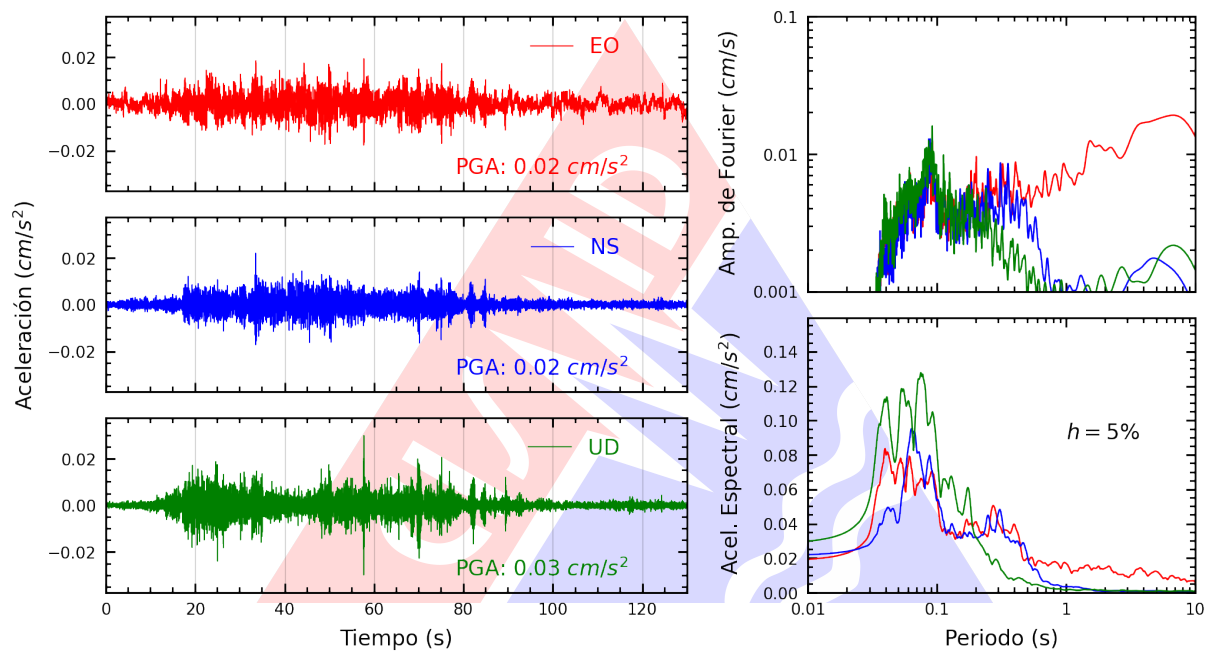 Aceleración (cm/s²)
0.02
0.00
−0.02
EO
PGA: 0.02 cm/s²
0.02
0.00
−0.02
NS
PGA: 0.02 cm/s²
0.02
0.00
−0.02
UD
PGA: 0.03 cm/s²
0 20 40 60 80 100 120
Tiempo (s)
Amp. de Fourier (cm/s)
0.1
0.01
0.001
Acel. Espectral (cm/s²)
0.15
0.12
0.10
0.08
0.06
0.04
0.02
0.00
h = 5%
0.01 0.1 1 10
Periodo (s)